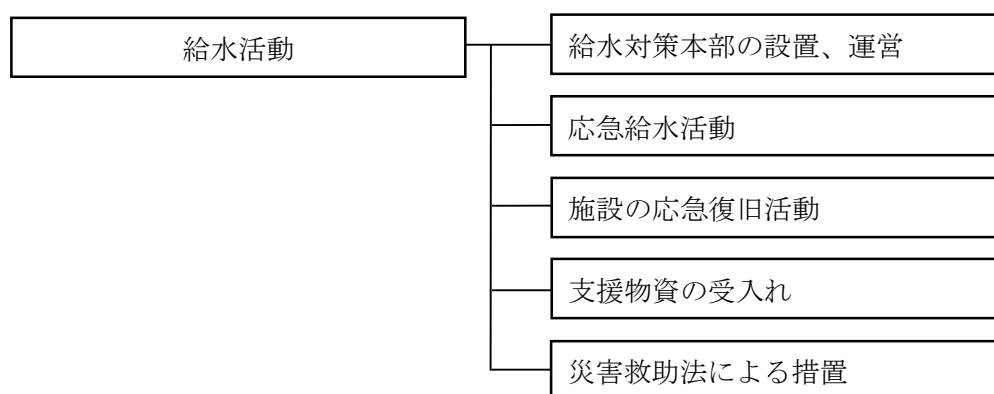 給水活動
給水対策本部の設置、運営
応急給水活動
施設の応急復旧活動
支援物資の受入れ
災害救助法による措置